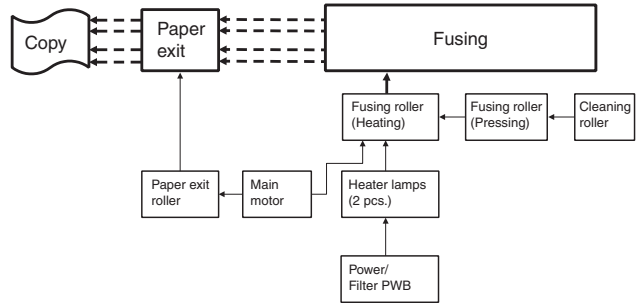 Copy
Paper
exit
Fusing
Fusing roller
(Heating)
Fusing roller
(Pressing)
Cleaning
roller
Paper exit
roller
Main
motor
Heater lamps
(2 pcs.)
Power/
Filter PWB